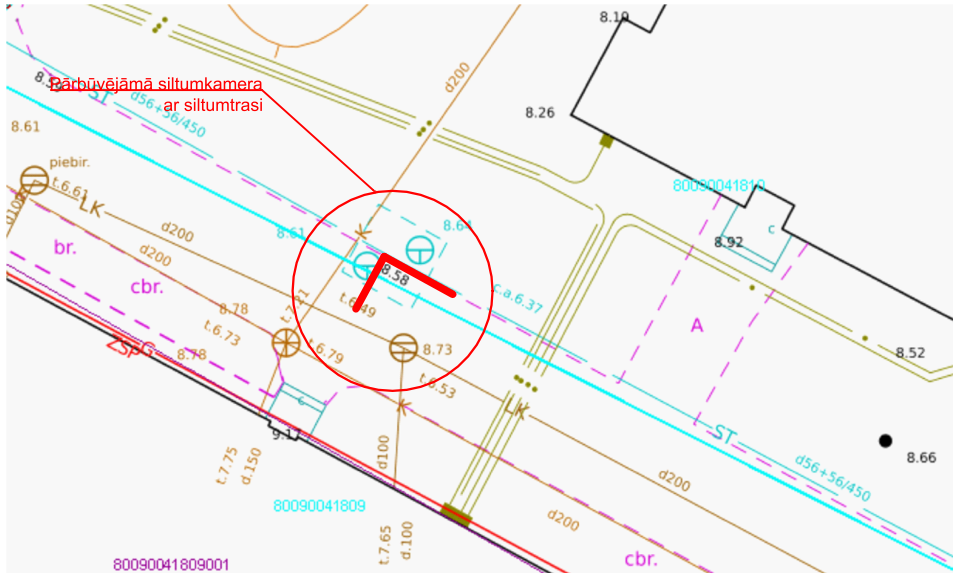 8.19
d200
Pārbūvējāmā siltumkamera
ar siltumtrasi
ST
d56+56/450
8.26
8.61
piebir.
t.6.61
LK
d200
d200
80090041810
c
8.92
8.64
8.61
K
8.58
br.
cbr.
t.7.21
t.6.49
c.a.6.37
8.78
t.6.73
t.6.79
8.73
8.78
ZSpG
A
8.52
t.6.53
c
K
LK
ST
9.17
8.66
t.7.75
d.150
d100
d200
d56+56/450
80090041809
d200
t.7.65
d.100
cbr.
80090041809001